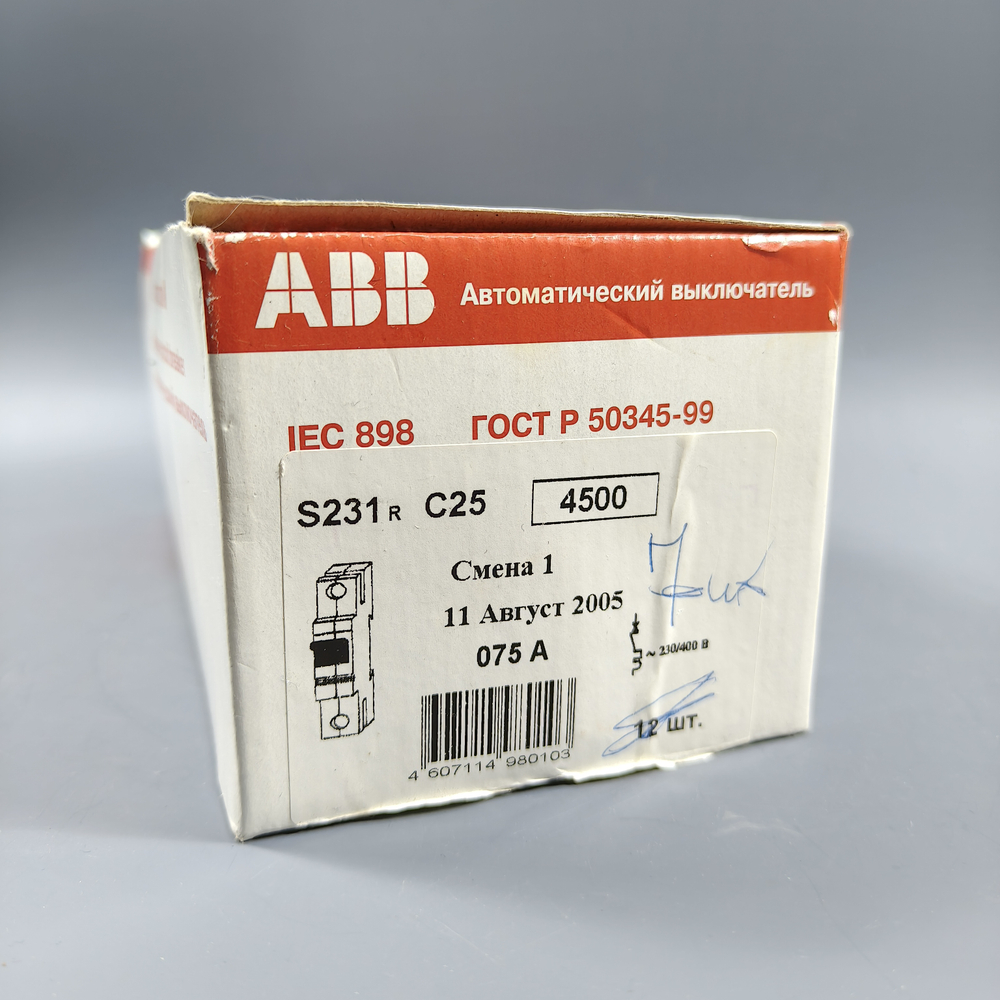 ABB Автоматический выключатель
IEC 898 ГОСТ Р 50345-99
S231R C25 4500
Смена 1
11 Август 2005
075 A
~ 230/400 В
12 шт.
4 607114 980103